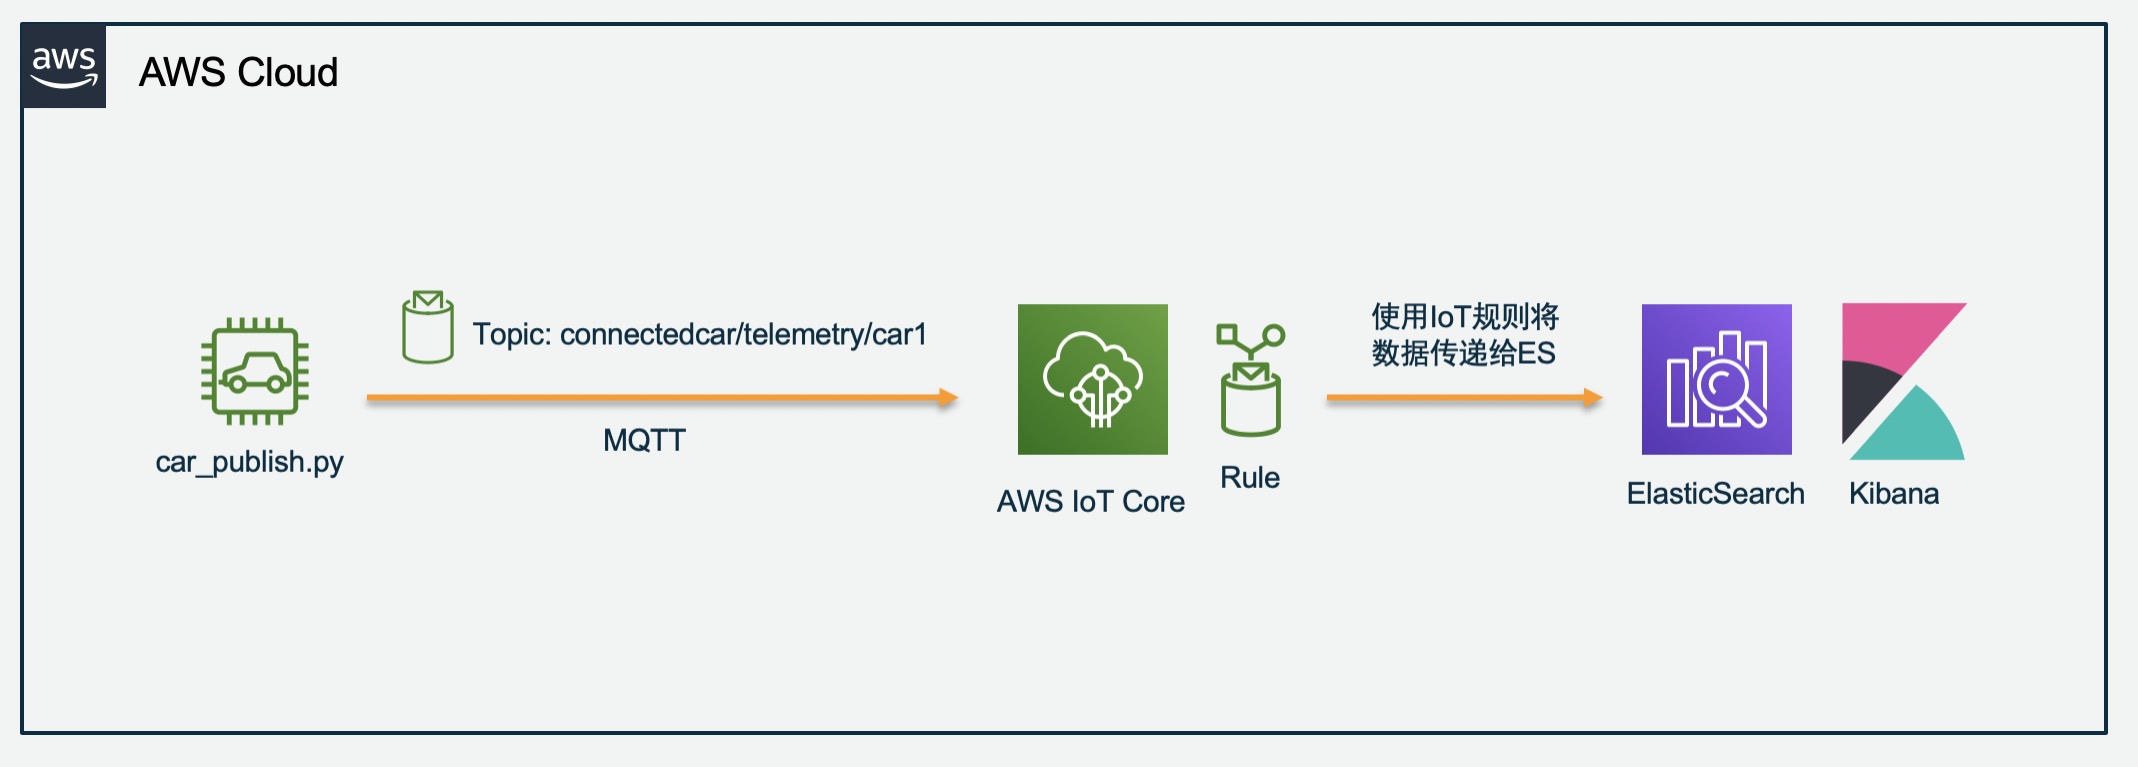 aws
AWS Cloud
Topic: connectedcar/telemetry/car1
MQTT
car_publish.py
AWS IoT Core
Rule
使用IoT规则将
数据传递给ES
ElasticSearch
Kibana